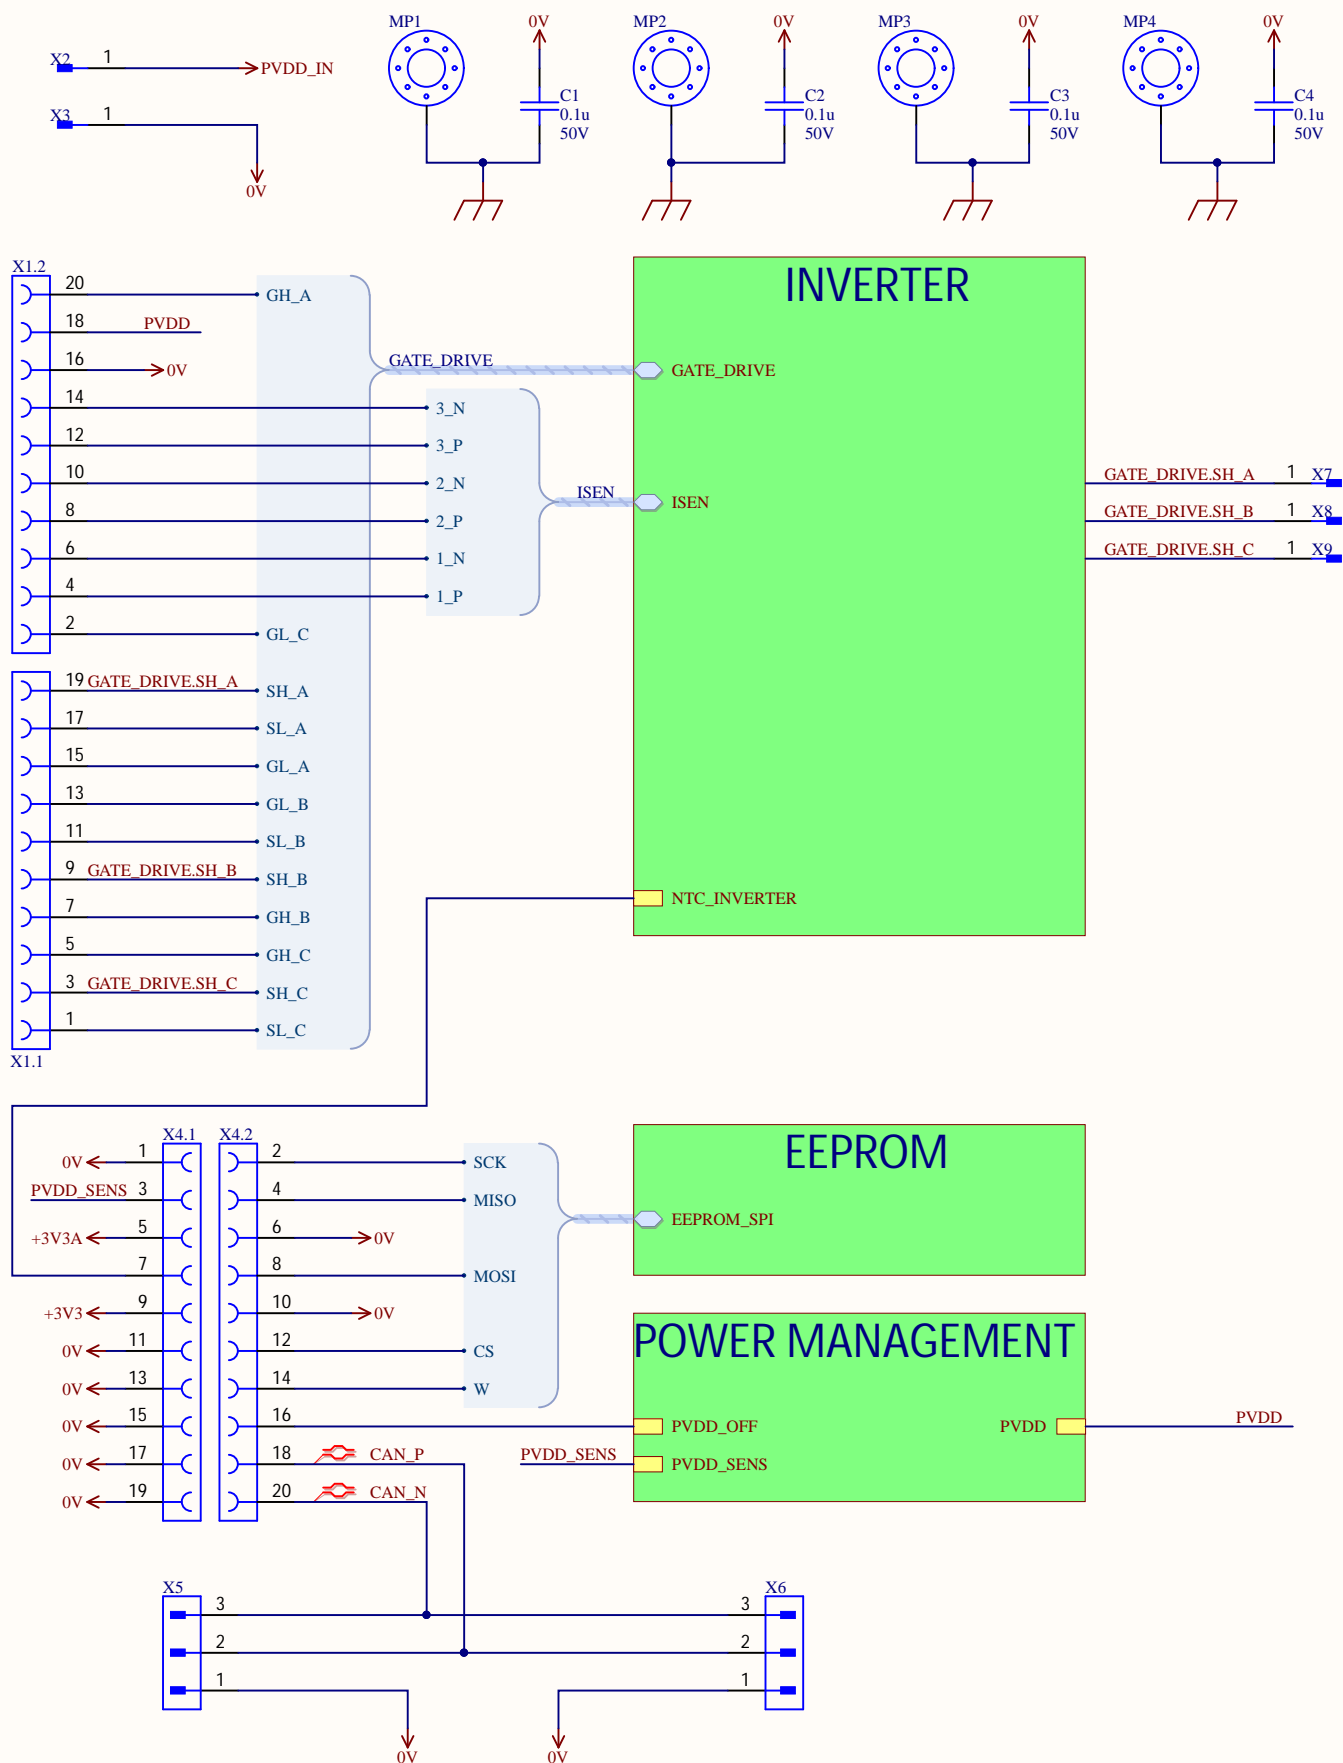 MP1
0V
MP2
0V
MP3
0V
MP4
0V
X2
1
PVDD_IN
C1
0.1u
50V
C2
0.1u
50V
C3
0.1u
50V
C4
0.1u
50V
X3
1
0V
X1.2
20
GH_A
18
PVDD
16
0V
14
3_N
12
3_P
10
2_N
8
2_P
6
1_N
4
1_P
2
GL_C
GATE_DRIVE
ISEN
INVERTER
GATE_DRIVE
ISEN
NTC_INVERTER
GATE_DRIVE.SH_A 1 X7
GATE_DRIVE.SH_B 1 X8
GATE_DRIVE.SH_C 1 X9
19 GATE_DRIVE.SH_A SH_A
17 SL_A
15 GL_A
13 GL_B
11 SL_B
9 GATE_DRIVE.SH_B SH_B
7 GH_B
5 GH_C
3 GATE_DRIVE.SH_C SH_C
1 SL_C
X1.1
X4.1
0V 1
PVDD_SENS 3
+3V3A 5
7
+3V3 9
0V 11
0V 13
0V 15
0V 17
0V 19
X4.2
2 SCK
4 MISO
6 0V
8 MOSI
10 0V
12 CS
14 W
16
18 CAN_P
20 CAN_N
EEPROM
EEPROM_SPI
POWER MANAGEMENT
PVDD_OFF
PVDD_SENS PVDD_SENS
PVDD PVDD
X5
3
2
1
0V
X6
3
2
1
0V